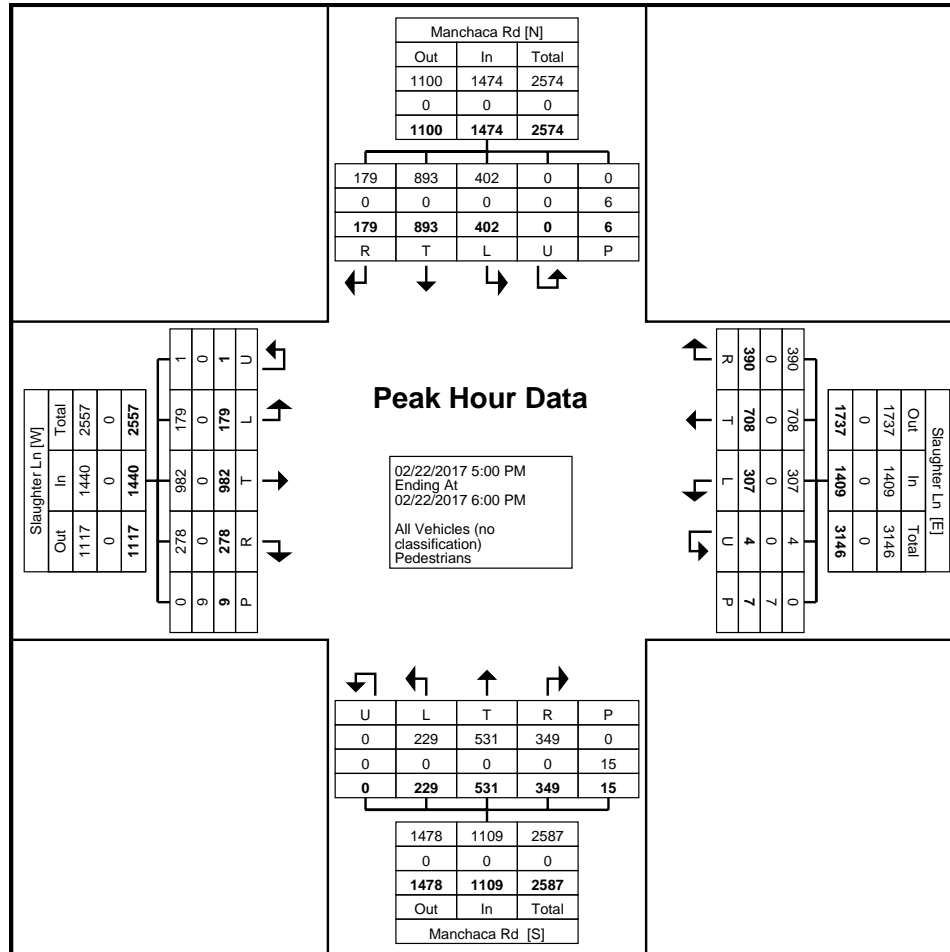 Manchaca Rd [N]
Out In Total
1100 1474 2574
0 0 0
1100 1474 2574
179 893 402 0 0
0 0 0 0 6
179 893 402 0 6
R T L U P
Slaughter Ln [W]
Total In Out
2557 1440 1117
0 0 0
2557 1440 1117
1 179 982 278 0
0 0 0 0 9
1 179 982 278 9
U L T R P
Peak Hour Data
02/22/2017 5:00 PM
Ending At
02/22/2017 6:00 PM
All Vehicles (no
classification)
Pedestrians
Slaughter Ln [E]
Out In Total
1737 1409 3146
0 0 0
1737 1409 3146
390 708 307 4 0
0 0 0 0 7
390 708 307 4 7
R T L U P
U L T R P
0 229 531 349 0
0 0 0 0 15
0 229 531 349 15
1478 1109 2587
0 0 0
1478 1109 2587
Out In Total
Manchaca Rd [S]